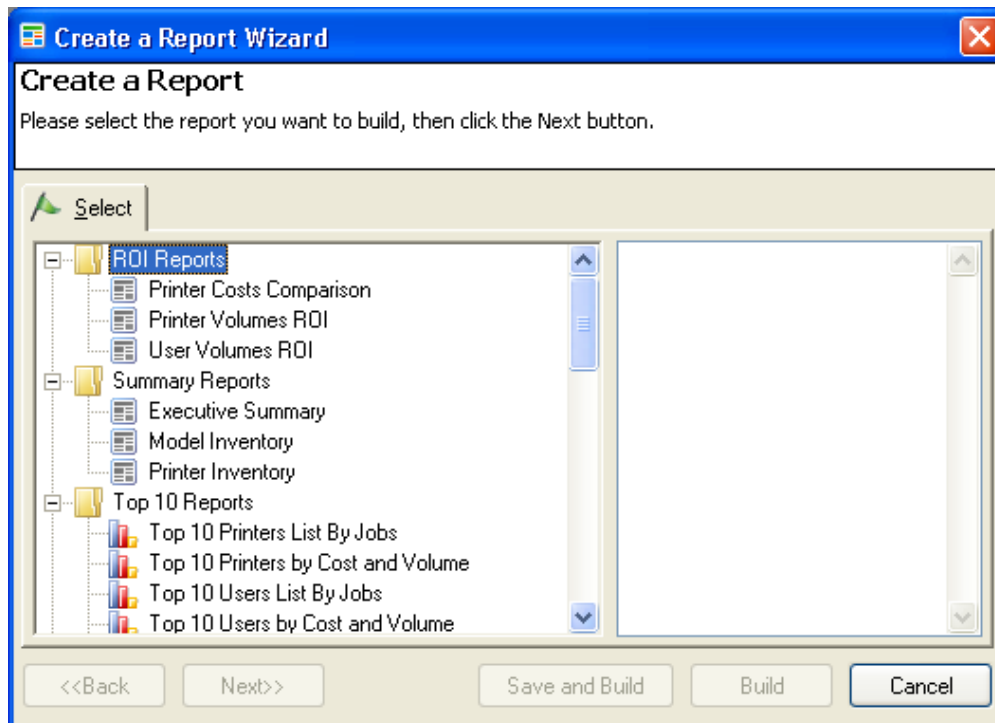 Create a Report Wizard
Create a Report
Please select the report you want to build, then click the Next button.
Select
ROI Reports
Printer Costs Comparison
Printer Volumes ROI
User Volumes ROI
Summary Reports
Executive Summary
Model Inventory
Printer Inventory
Top 10 Reports
Top 10 Printers List By Jobs
Top 10 Printers by Cost and Volume
Top 10 Users List By Jobs
Top 10 Users by Cost and Volume
<<Back Next>> Save and Build Build Cancel